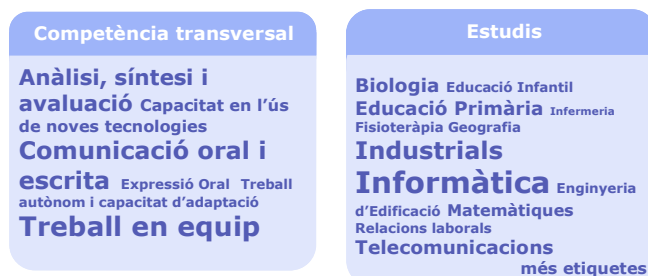 Competència transversal
Anàlisi, síntesi i
avaluació Capacitat en l'ús
de noves tecnologies
Comunicació oral i
escrita Expressió Oral Treball
autònom i capacitat d'adaptació
Treball en equip
Estudis
Biologia Educació Infantil
Educació Primària Infermeria
Fisioteràpia Geografia
Industrials
Informàtica Enginyeria
d'Edificació Matemàtiques
Relacions laborals
Telecomunicacions
més etiquetes